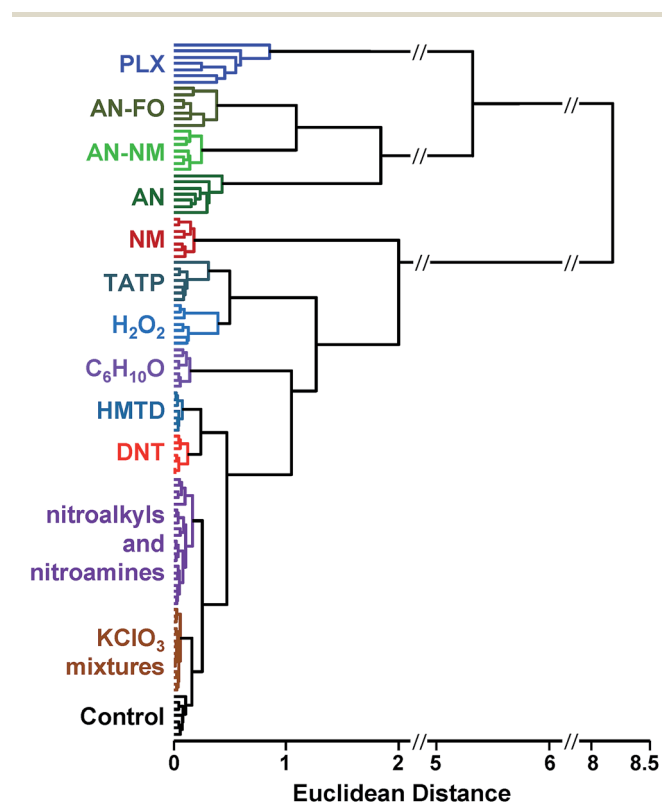 PLX
AN-FO
AN-NM
AN
NM
TATP
H₂O₂
C₆H₁₀O
HMTD
DNT
nitroalkyls
and
nitroamines
KClO₃
mixtures
Control
0 1 2 // 5 6 // 8 8.5
Euclidean Distance